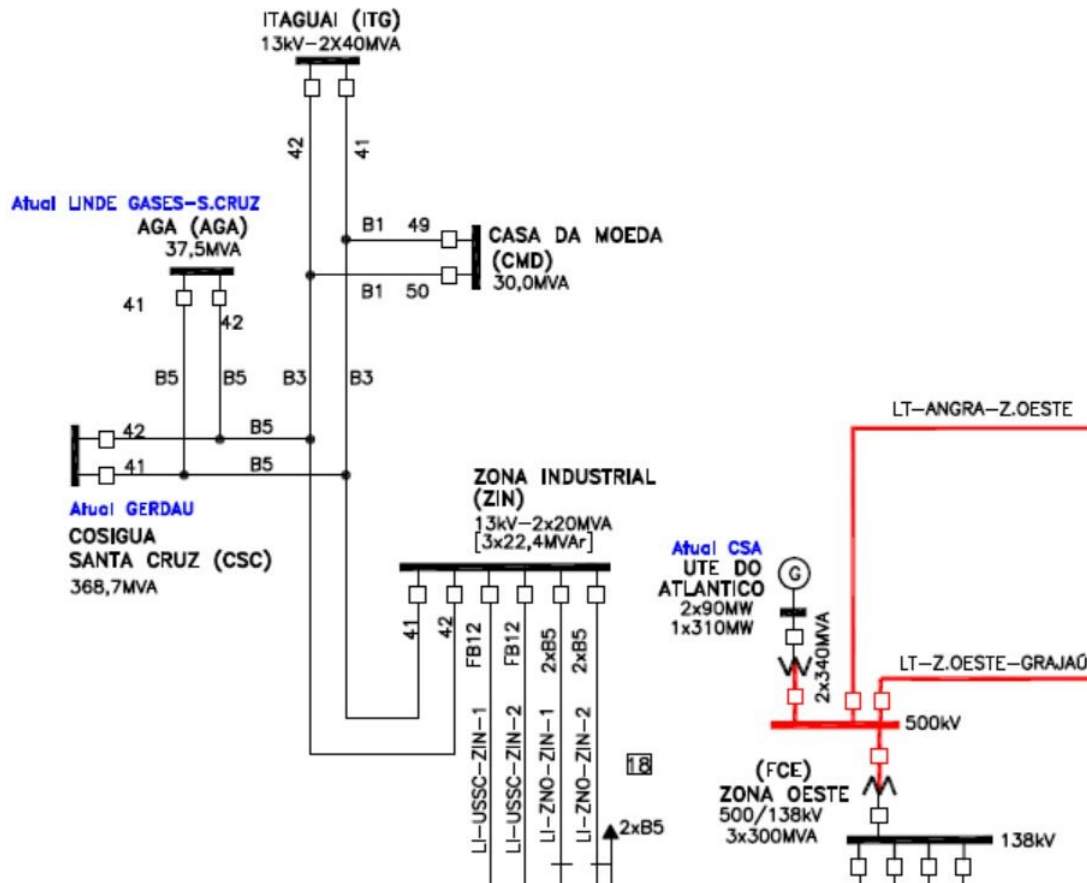 ITAGUAI (ITG)
13kV-2X40MVA
42
41
Atual LINDE GASES-S.CRUZ
AGA (AGA)
37,5MVA
B1 49
CASA DA MOEDA
(CMD)
30,0MVA
B1 50
41
42
B5
B5
B3
B3
42
B5
41
B5
Atual GERDAU
COSIGUA
SANTA CRUZ (CSC)
368,7MVA
ZONA INDUSTRIAL
(ZIN)
13kV-2x20MVA
[3x22,4MVAr]
41
42
FB12
FB12
2xB5
2xB5
LI-USSC-ZIN-1
LI-USSC-ZIN-2
LI-ZNO-ZIN-1
LI-ZNO-ZIN-2
18
2xB5
LT-ANGRA-Z.OESTE
Atual CSA
UTE DO
ATLANTICO
2x90MW
1x310MW
G
2x340MVA
LT-Z.OESTE-GRAJAÚ
500kV
(FCE)
ZONA OESTE
500/138kV
3x300MVA
138kV